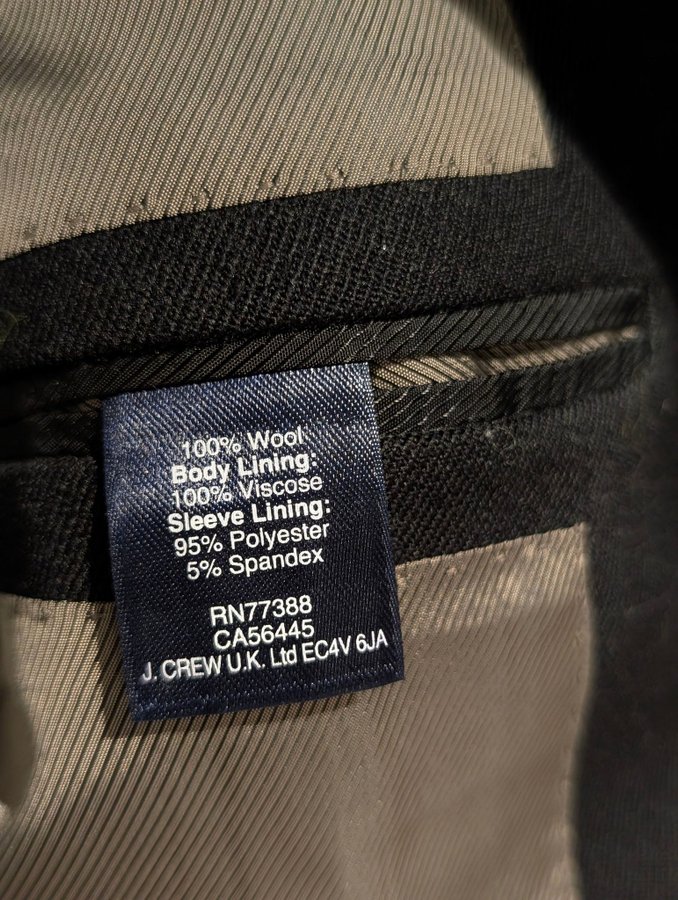 100% Wool
Body Lining:
100% Viscose
Sleeve Lining:
95% Polyester
5% Spandex
RN77388
CA56445
J. CREW U.K. Ltd EC4V 6JA